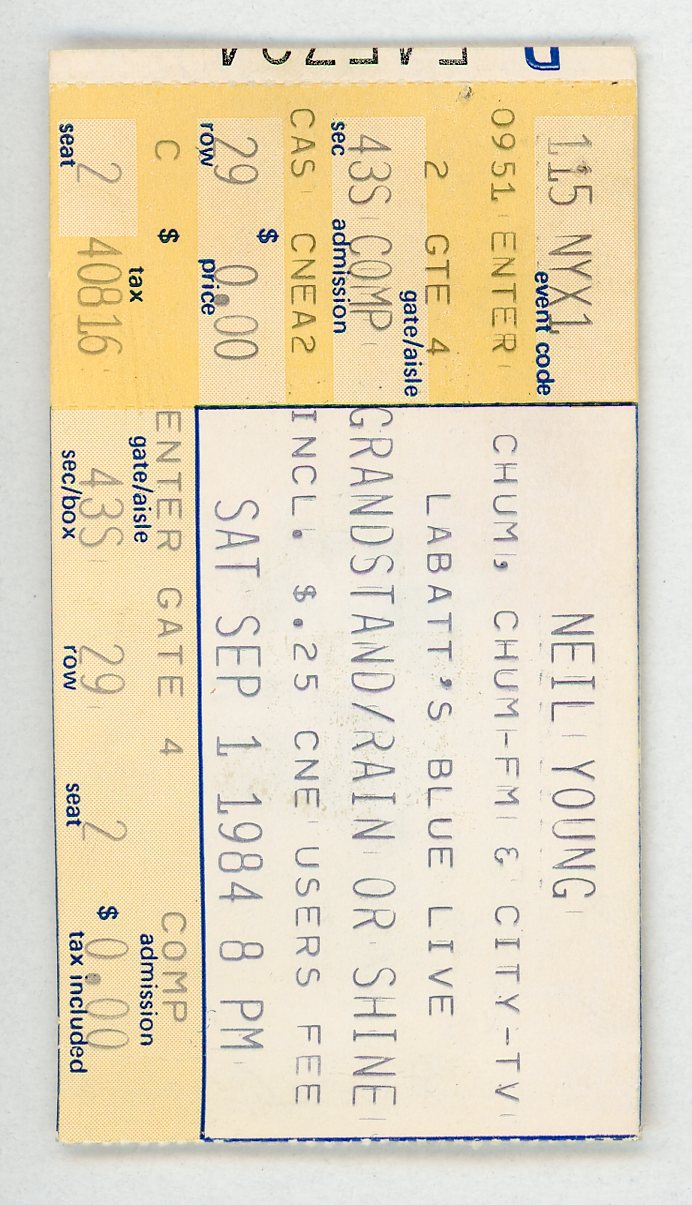 115 NYX1
event code
0951 ENTER
2 GTE 4
gate/aisle
43S COMP
sec admission
CAS CNEA2
$
29 0.00
row price
C $
tax
2 40816
seat
NEIL YOUNG
CHUM, CHUM-FM & CITY-TV
LABATT'S BLUE LIVE
GRANDSTAND/RAIN OR SHINE
INCL. $.25 CNE USERS FEE
SAT SEP 1 1984 8 PM
ENTER GATE 4 COMP
gate/aisle admission
43S 29 2 $ 0.00
sec/box row seat tax included